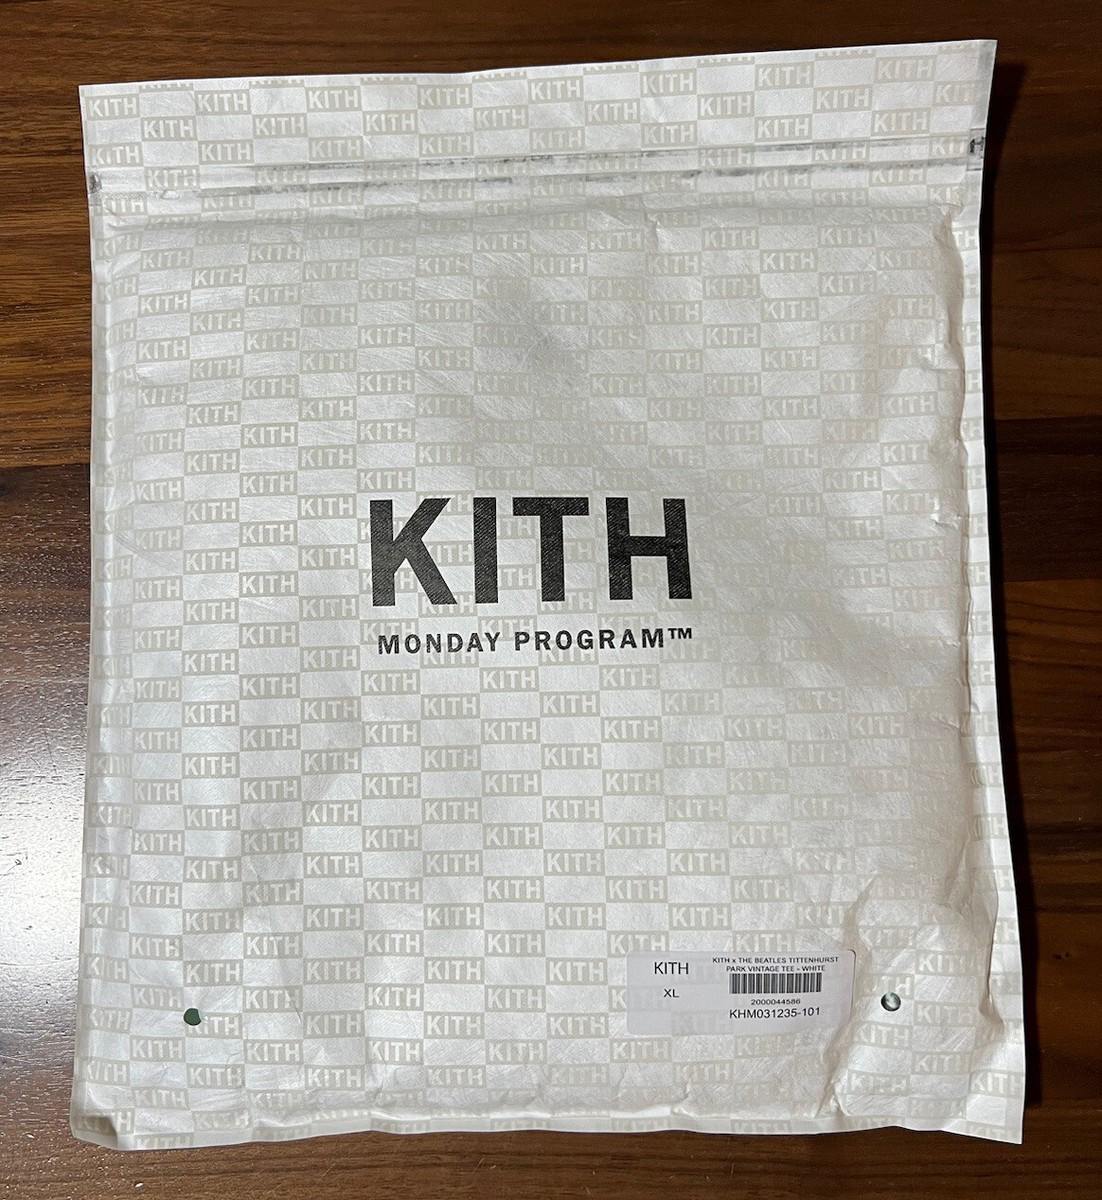 KITH
MONDAY PROGRAM™
KITH
XL
KITH x THE BEATLES TITTENHURST
PARK VINTAGE TEE - WHITE
2000044586
KHM031235-101